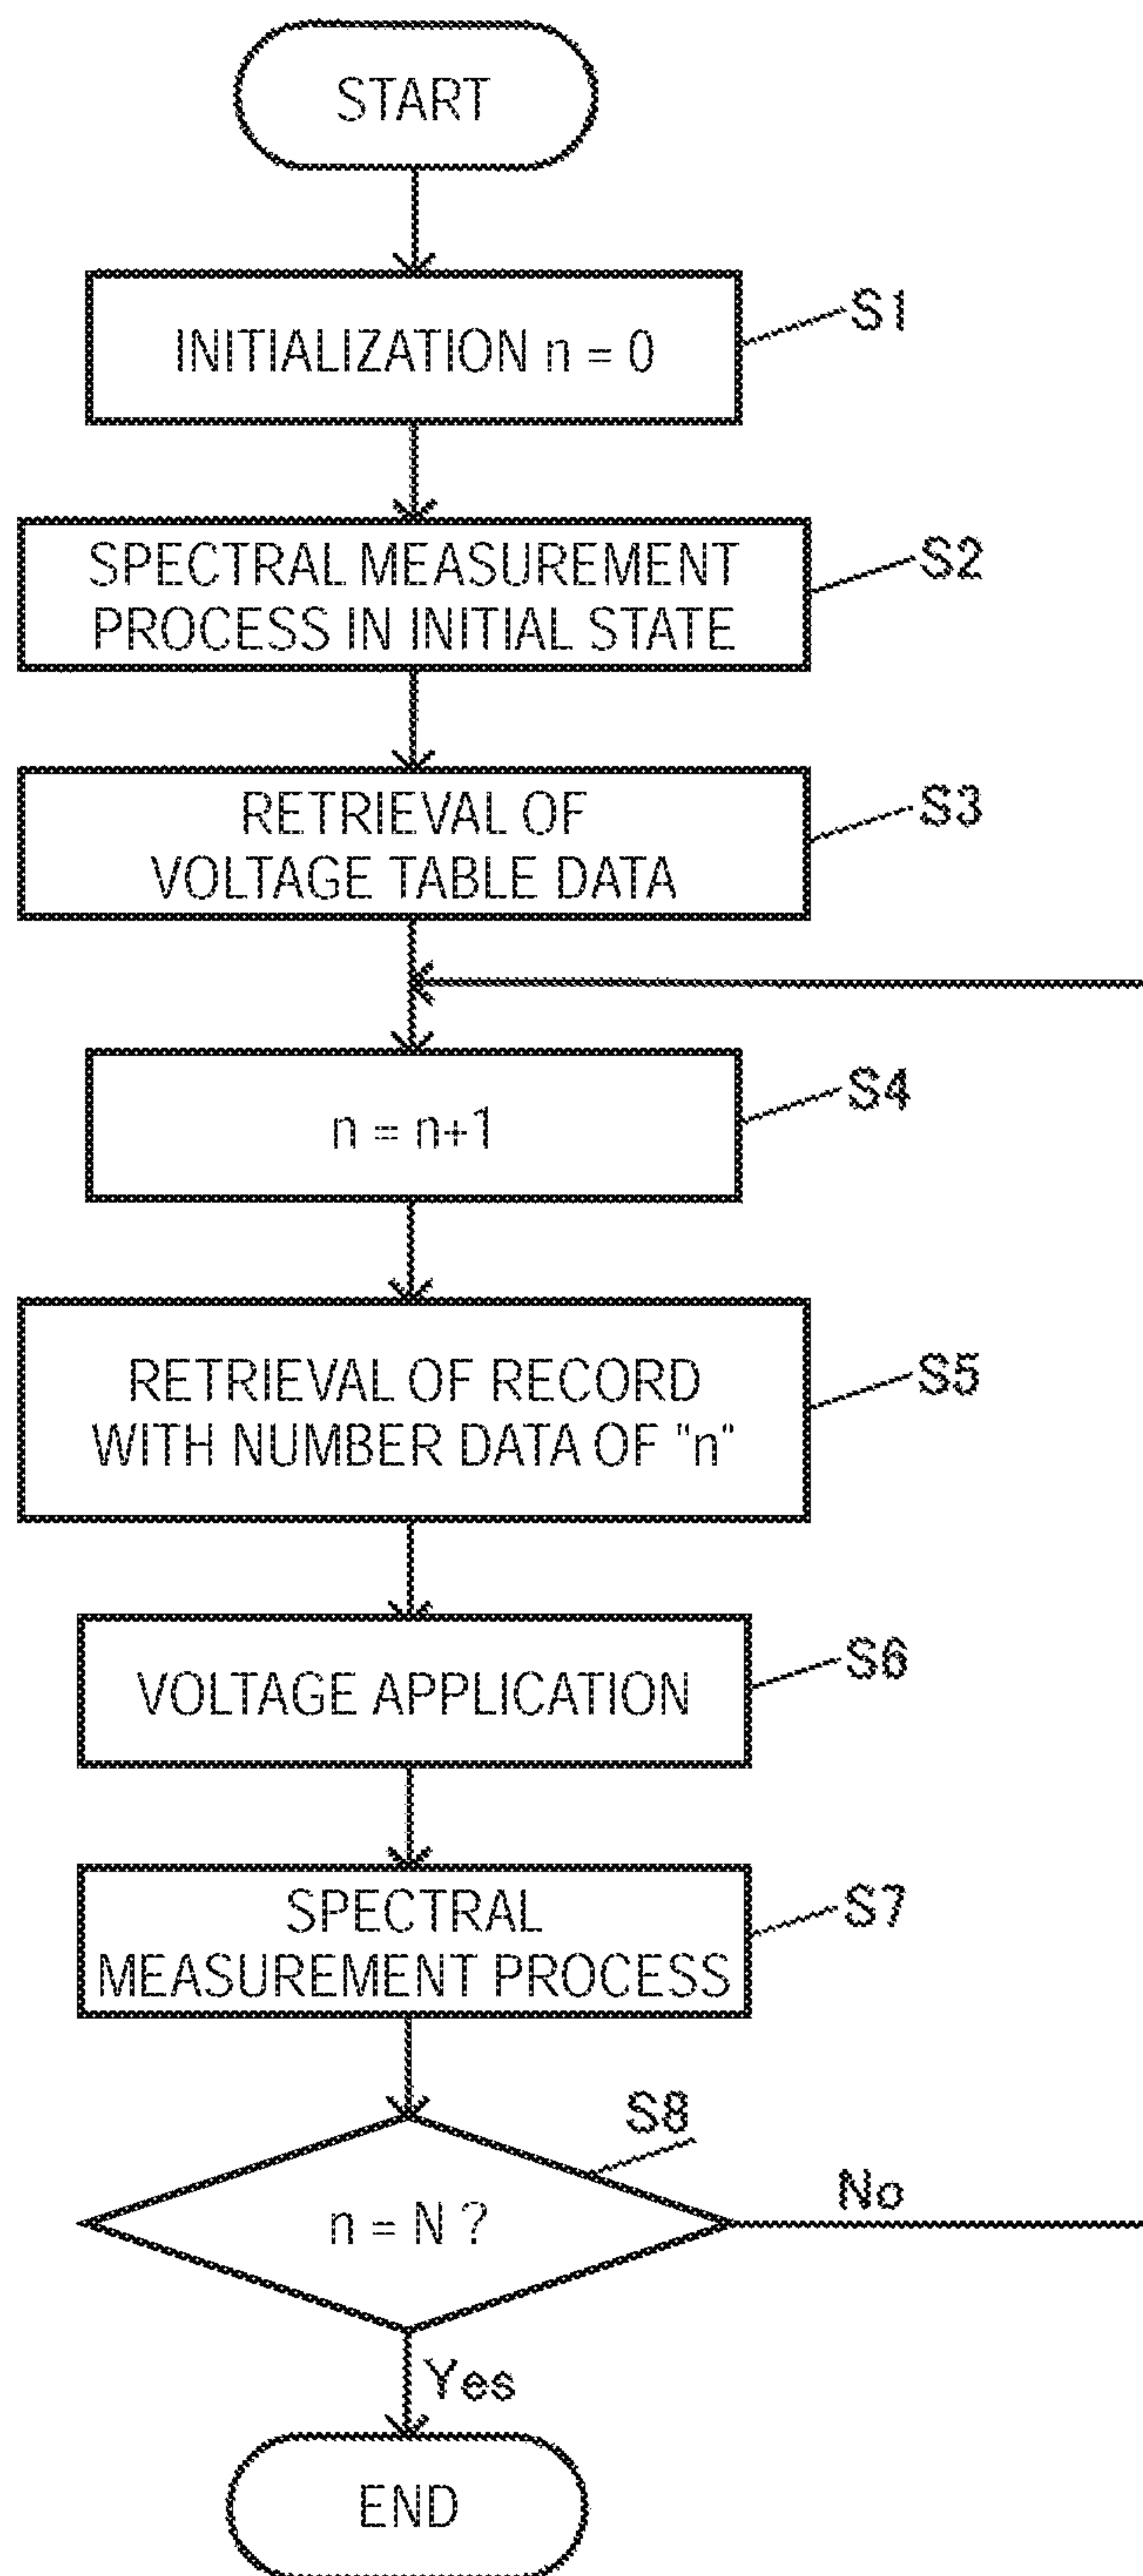 START
INITIALIZATION n = 0
S1
SPECTRAL MEASUREMENT
PROCESS IN INITIAL STATE
S2
RETRIEVAL OF
VOLTAGE TABLE DATA
S3
n = n+1
S4
RETRIEVAL OF RECORD
WITH NUMBER DATA OF "n"
S5
VOLTAGE APPLICATION
S6
SPECTRAL
MEASUREMENT PROCESS
S7
S8
n = N ?
No
Yes
END